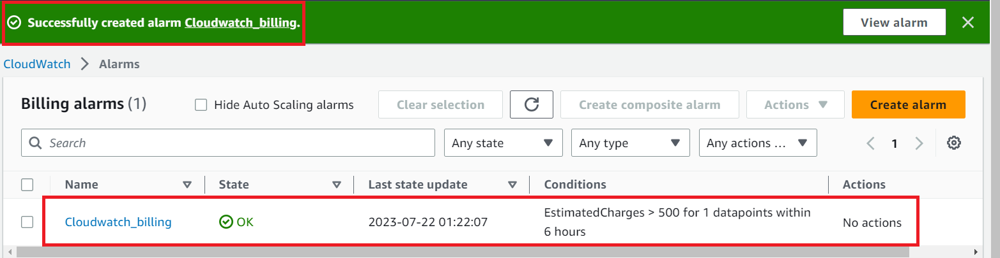 Successfully created alarm Cloudwatch_billing.
View alarm
CloudWatch
Alarms
Billing alarms (1)
Hide Auto Scaling alarms
Clear selection
Create composite alarm
Actions
Create alarm
Search
Any state
Any type
Any actions ...
1
Name
State
Last state update
Conditions
Actions
Cloudwatch_billing
OK
2023-07-22 01:22:07
EstimatedCharges > 500 for 1 datapoints within
6 hours
No actions